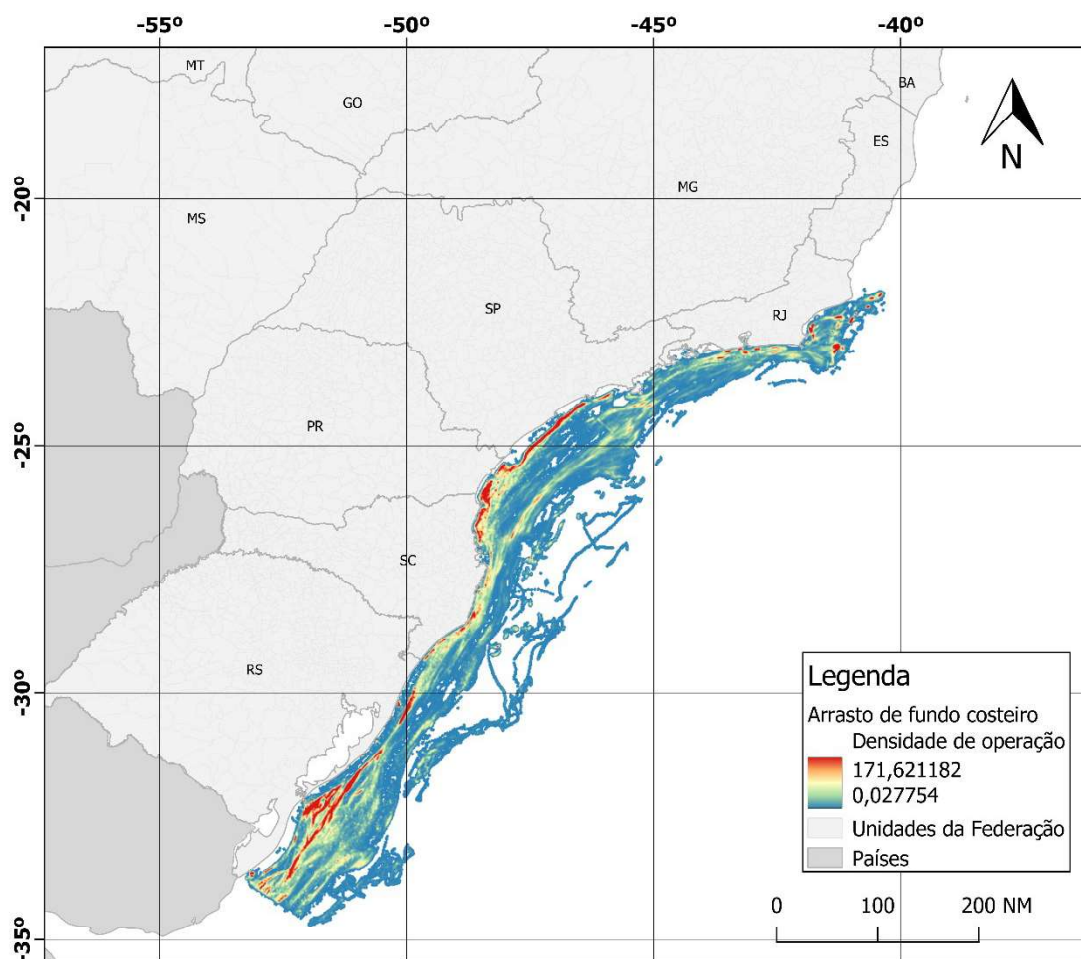 -55º -50º -45º -40º
MT
BA
GO
ES
N
MG
-20º
MS
SP
RJ
PR
-25º
SC
RS
-30º
Legenda
Arrasto de fundo costeiro
Densidade de operação
171,621182
0,027754
Unidades da Federação
Países
0 100 200 NM
-35º